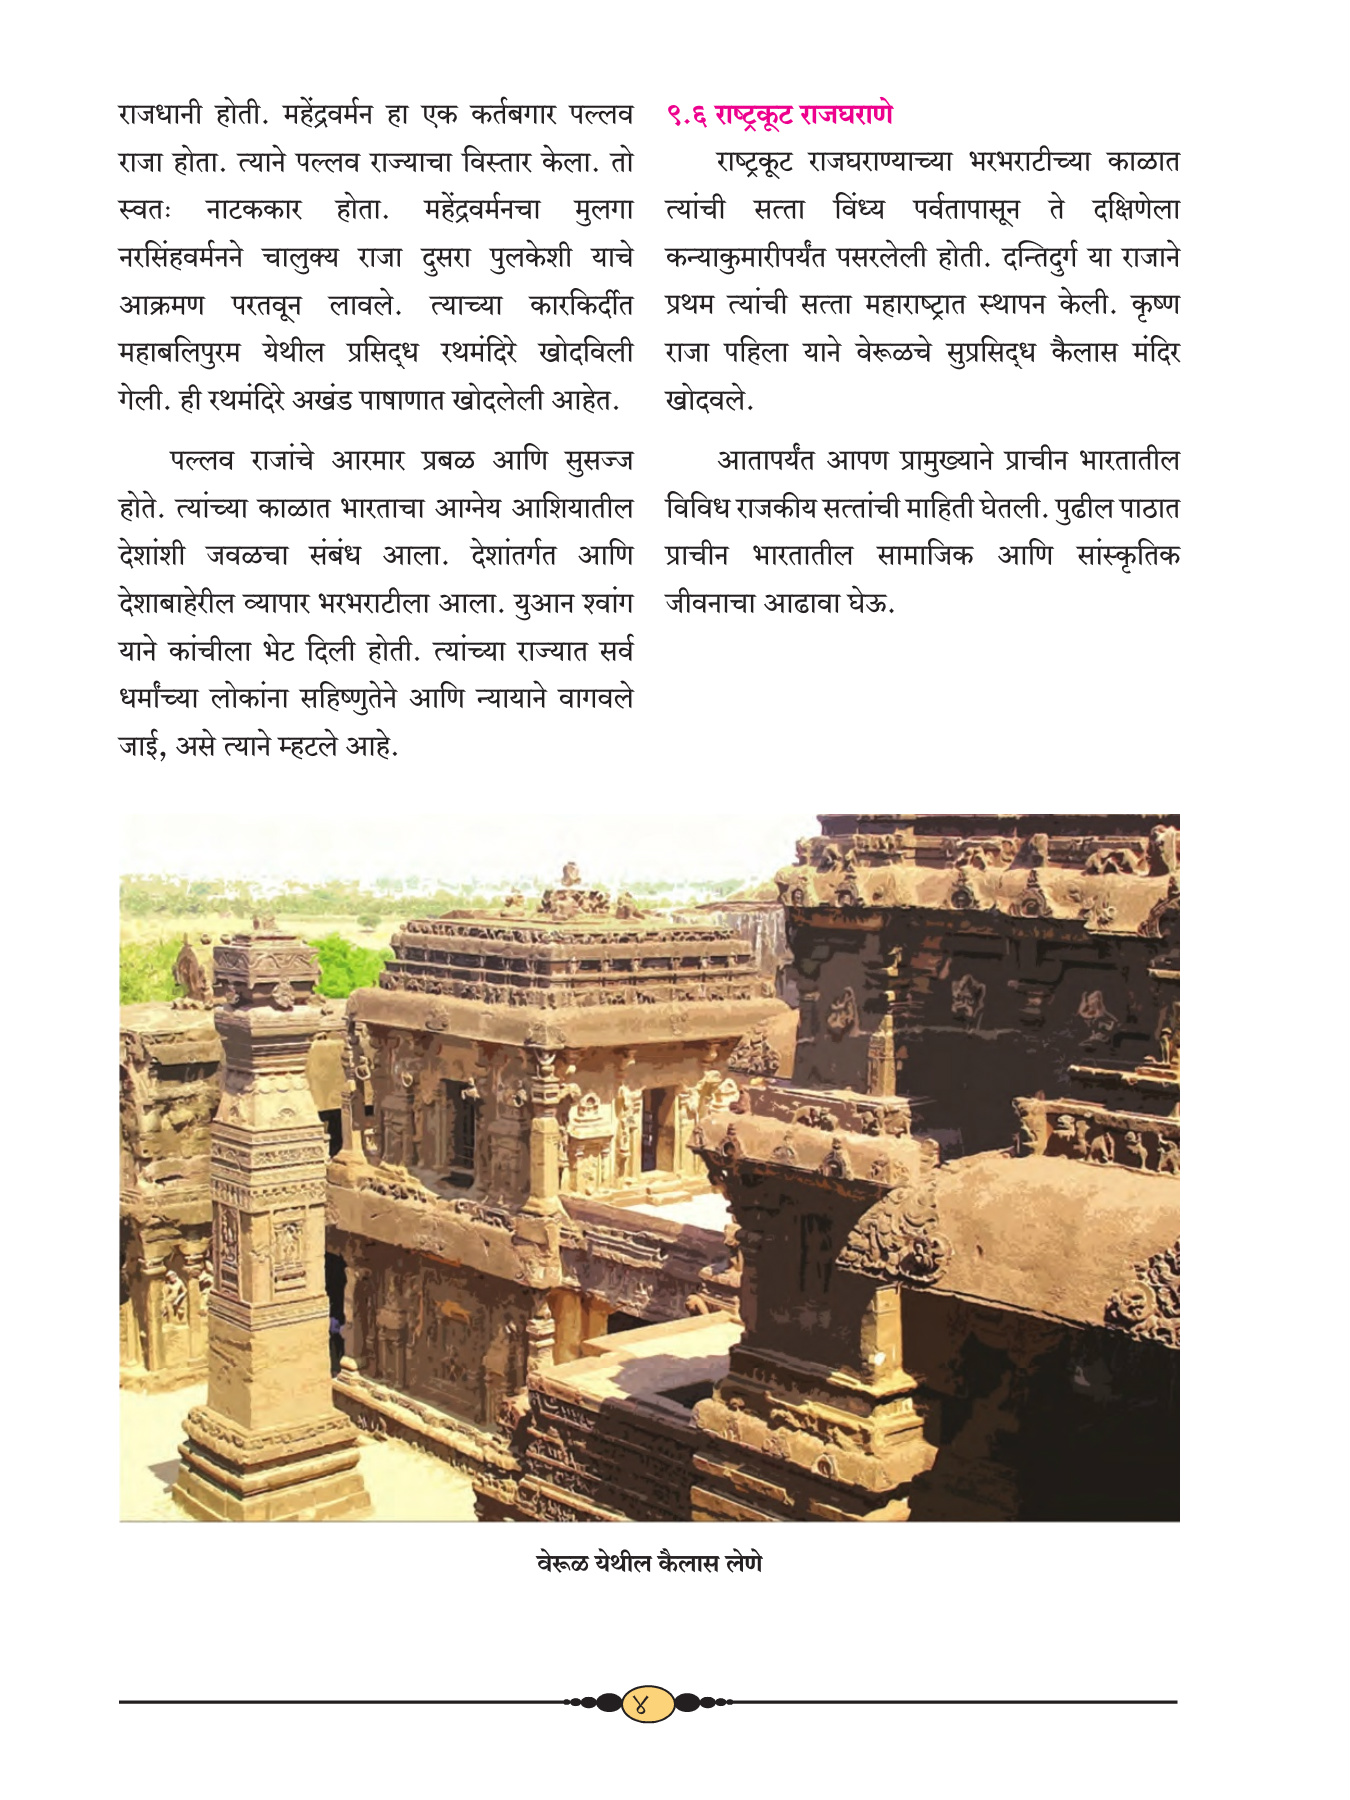 राजधानी होती. महेंद्रवर्मन हा एक कर्तबगार पल्लव
राजा होता. त्याने पल्लव राज्याचा विस्तार केला. तो
स्वतः नाटककार होता. महेंद्रवर्मनचा मुलगा
नरसिंहवर्मनने चालुक्य राजा दुसरा पुलकेशी याचे
आक्रमण परतवून लावले. त्याच्या कारकिर्दीत
महाबलिपुरम येथील प्रसिद्ध रथमंदिरे खोदविली
गेली. ही रथमंदिरे अखंड पाषाणात खोदलेली आहेत.
पल्लव राजांचे आरमार प्रबळ आणि सुसज्ज
होते. त्यांच्या काळात भारताचा आग्नेय आशियातील
देशांशी जवळचा संबंध आला. देशांतर्गत आणि
देशाबाहेरील व्यापार भरभराटीला आला. युआन श्वांग
याने कांचीला भेट दिली होती. त्यांच्या राज्यात सर्व
धर्मांच्या लोकांना सहिष्णुतेने आणि न्यायाने वागवले
जाई, असे त्याने म्हटले आहे.
९.६ राष्ट्रकूट राजघराणे
राष्ट्रकूट राजघराण्याच्या भरभराटीच्या काळात
त्यांची सत्ता विंध्य पर्वतापासून ते दक्षिणेला
कन्याकुमारीपर्यंत पसरलेली होती. दन्तिदुर्ग या राजाने
प्रथम त्यांची सत्ता महाराष्ट्रात स्थापन केली. कृष्ण
राजा पहिला याने वेरूळचे सुप्रसिद्ध कैलास मंदिर
खोदवले.
आतापर्यंत आपण प्रामुख्याने प्राचीन भारतातील
विविध राजकीय सत्तांची माहिती घेतली. पुढील पाठात
प्राचीन भारतातील सामाजिक आणि सांस्कृतिक
जीवनाचा आढावा घेऊ.
वेरूळ येथील कैलास लेणे
४